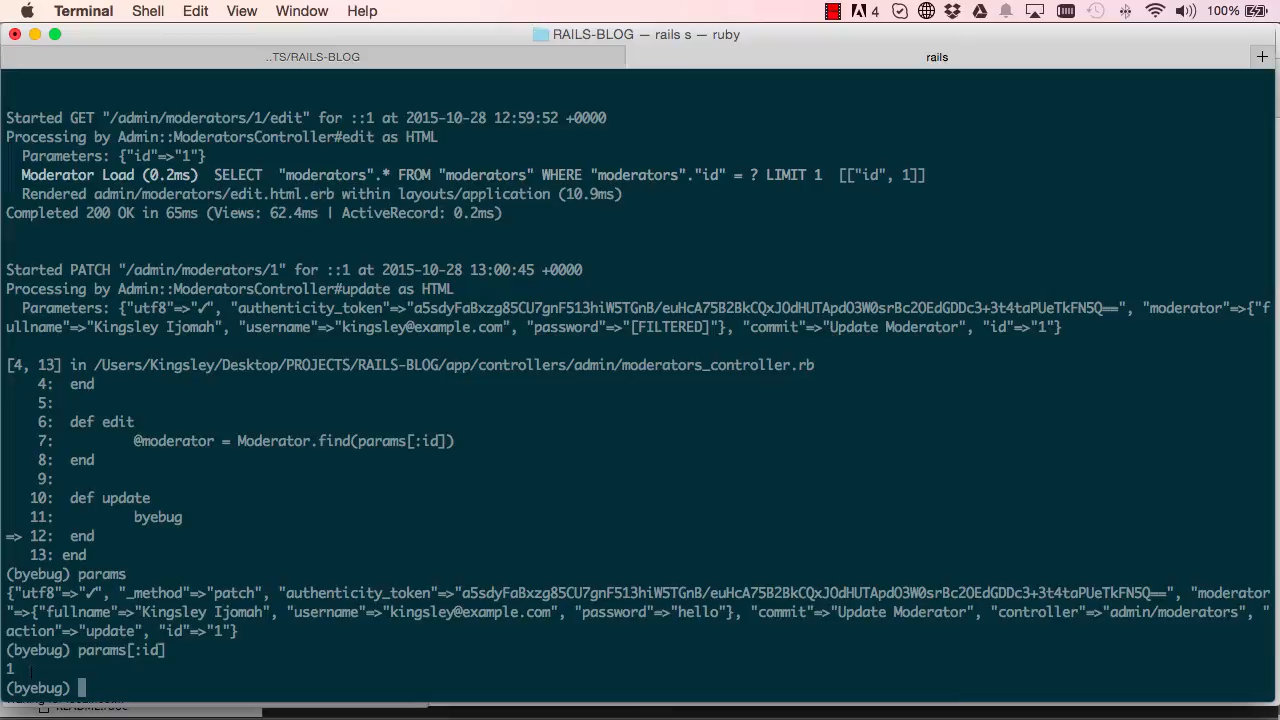 Terminal Shell Edit View Window Help 4 100%
RAILS-BLOG — rails s — ruby
..TS/RAILS-BLOG rails +
Started GET "/admin/moderators/1/edit" for ::1 at 2015-10-28 12:59:52 +0000
Processing by Admin::ModeratorsController#edit as HTML
Parameters: {"id"=>"1"}
Moderator Load (0.2ms) SELECT "moderators".* FROM "moderators" WHERE "moderators"."id" = ? LIMIT 1 [["id", 1]]
Rendered admin/moderators/edit.html.erb within layouts/application (10.9ms)
Completed 200 OK in 65ms (Views: 62.4ms | ActiveRecord: 0.2ms)
Started PATCH "/admin/moderators/1" for ::1 at 2015-10-28 13:00:45 +0000
Processing by Admin::ModeratorsController#update as HTML
Parameters: {"utf8"=>"✓", "authenticity_token"=>"a5sdyFaBxzg85CU7gnF513hiW5TGnB/euHcA75B2BkCQxJOdHUTApdO3W0srBc2OEdGDDc3+3t4taPUeTkFN5Q==", "moderator"=>{"f
ullname"=>"Kingsley Ijomah", "username"=>"kingsley@example.com", "password"=>"[FILTERED]"}, "commit"=>"Update Moderator", "id"=>"1"}
[4, 13] in /Users/Kingsley/Desktop/PROJECTS/RAILS-BLOG/app/controllers/admin/moderators_controller.rb
4: end
5:
6: def edit
7: @moderator = Moderator.find(params[:id])
8: end
9:
10: def update
11: byebug
=> 12: end
13: end
(byebug) params
{"utf8"=>"✓", "_method"=>"patch", "authenticity_token"=>"a5sdyFaBxzg85CU7gnF513hiW5TGnB/euHcA75B2BkCQxJOdHUTApdO3W0srBc2OEdGDDc3+3t4taPUeTkFN5Q==", "moderator
"=>{"fullname"=>"Kingsley Ijomah", "username"=>"kingsley@example.com", "password"=>"hello"}, "commit"=>"Update Moderator", "controller"=>"admin/moderators", "
action"=>"update", "id"=>"1"}
(byebug) params[:id]
1
(byebug)